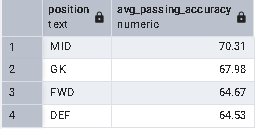 position avg_passing_accuracy
text numeric
1 MID 70.31
2 GK 67.98
3 FWD 64.67
4 DEF 64.53